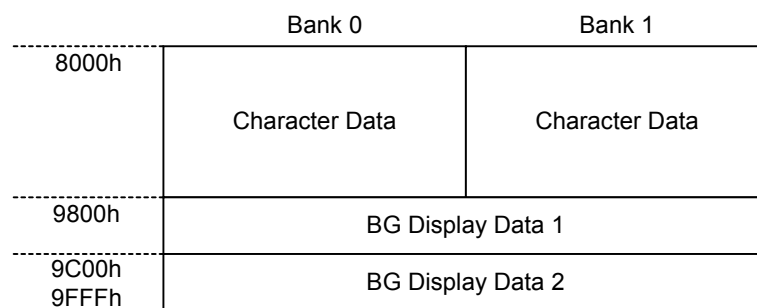 Bank 0 Bank 1
8000h
Character Data Character Data
9800h BG Display Data 1
9C00h
BG Display Data 2
9FFFh